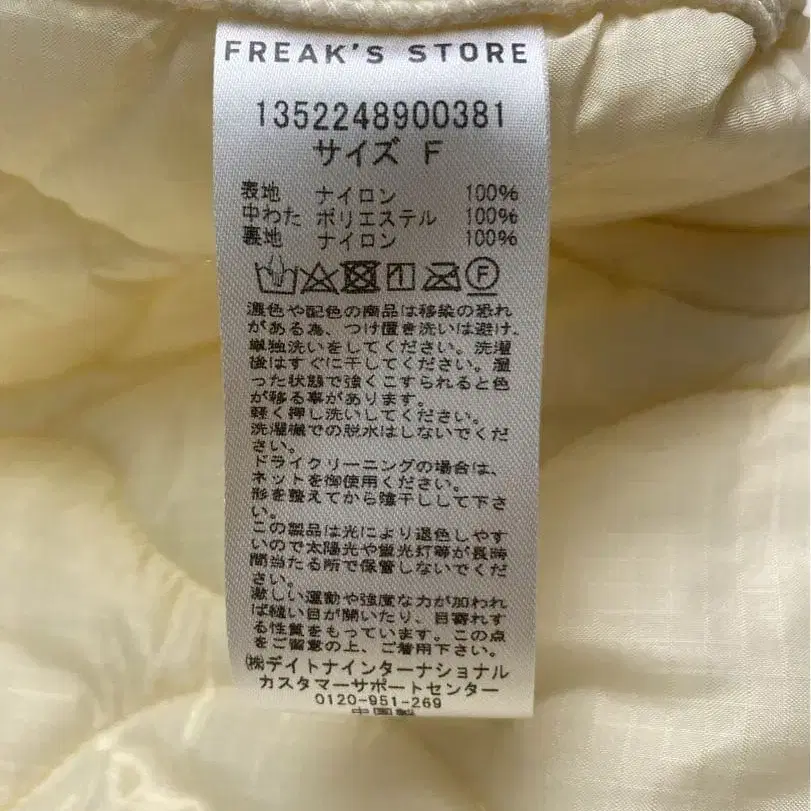 FREAK'S STORE
1352248900381
サイズ F
表地 ナイロン 100%
中わた ポリエステル 100%
裏地 ナイロン 100%
F
濃色や配色の商品は移染の恐れ
がある為、つけ置き洗いは避け、
単独洗いをしてください。洗濯
後はすぐに干してください。湿
った状態で強くこすられると色
が移る事があります。
軽く押し洗いしてください。
洗濯機での脱水はしないでくだ
さい。
ドライクリーニングの場合は、
ネットを御使用ください。
形を整えてから陰干しして下さ
い。
この製品は光により退色しやす
いので太陽光や蛍光灯等が長時
間当たる所で保管しないでくだ
さい。
激しい運動や強度な力が加われ
ば縫い目が開いたり、目寄れす
る性質をもっています。この点
をご留意の上、ご着用下さい。
㈱デイトナインターナショナル
カスタマーサポートセンター
0120-951-269
中国製